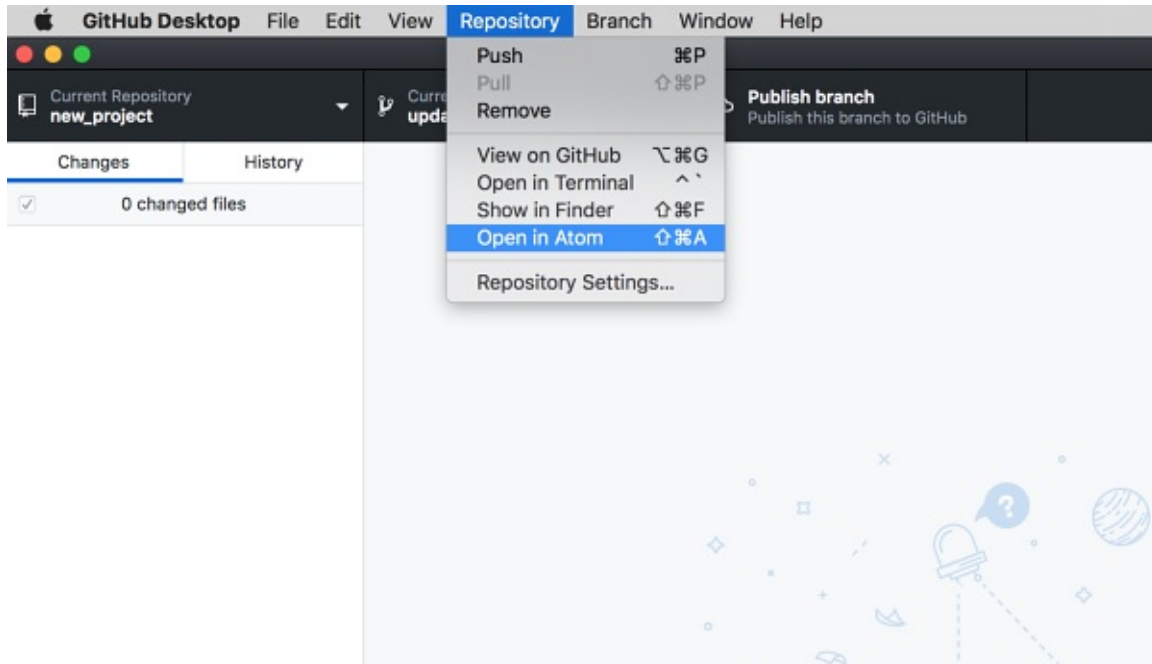 GitHub Desktop File Edit View Repository Branch Window Help
Push ⌘P
Pull ⇧⌘P
Remove
View on GitHub ⌥⌘G
Open in Terminal ^`
Show in Finder ⇧⌘F
Open in Atom ⇧⌘A
Repository Settings...
Current Repository
new_project
Curre
upda
Publish branch
Publish this branch to GitHub
Changes History
0 changed files
?